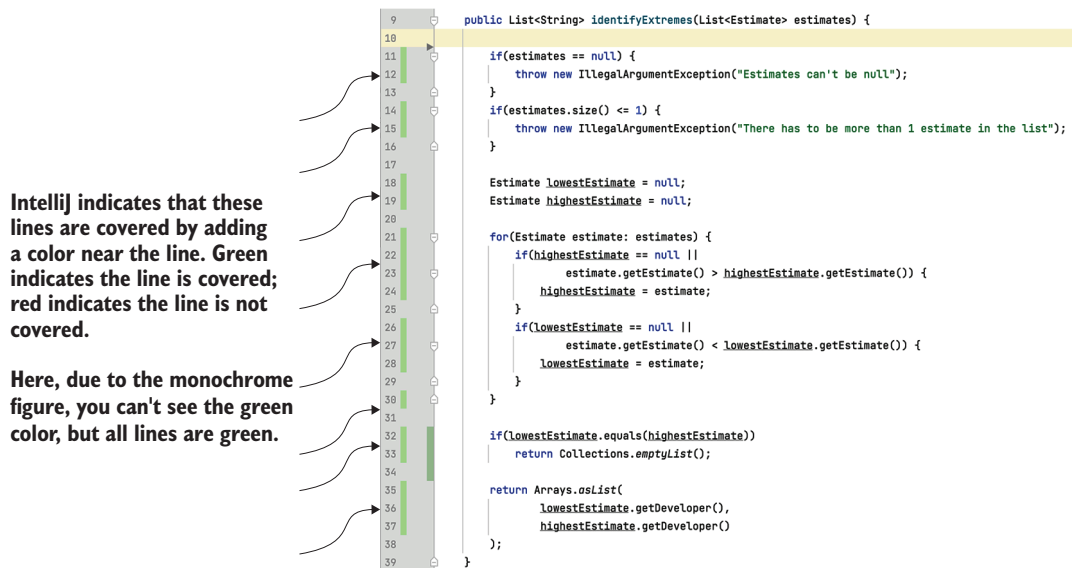 IntelliJ indicates that these
lines are covered by adding
a color near the line. Green
indicates the line is covered;
red indicates the line is not
covered.
Here, due to the monochrome
figure, you can't see the green
color, but all lines are green.
9 public List<String> identifyExtremes(List<Estimate> estimates) {
10
11 if(estimates == null) {
12 throw new IllegalArgumentException("Estimates can't be null");
13 }
14 if(estimates.size() <= 1) {
15 throw new IllegalArgumentException("There has to be more than 1 estimate in the list");
16 }
17
18 Estimate lowestEstimate = null;
19 Estimate highestEstimate = null;
20
21 for(Estimate estimate: estimates) {
22 if(highestEstimate == null ||
23 estimate.getEstimate() > highestEstimate.getEstimate()) {
24 highestEstimate = estimate;
25 }
26 if(lowestEstimate == null ||
27 estimate.getEstimate() < lowestEstimate.getEstimate()) {
28 lowestEstimate = estimate;
29 }
30 }
31
32 if(lowestEstimate.equals(highestEstimate))
33 return Collections.emptyList();
34
35 return Arrays.asList(
36 lowestEstimate.getDeveloper(),
37 highestEstimate.getDeveloper()
38 );
39 }